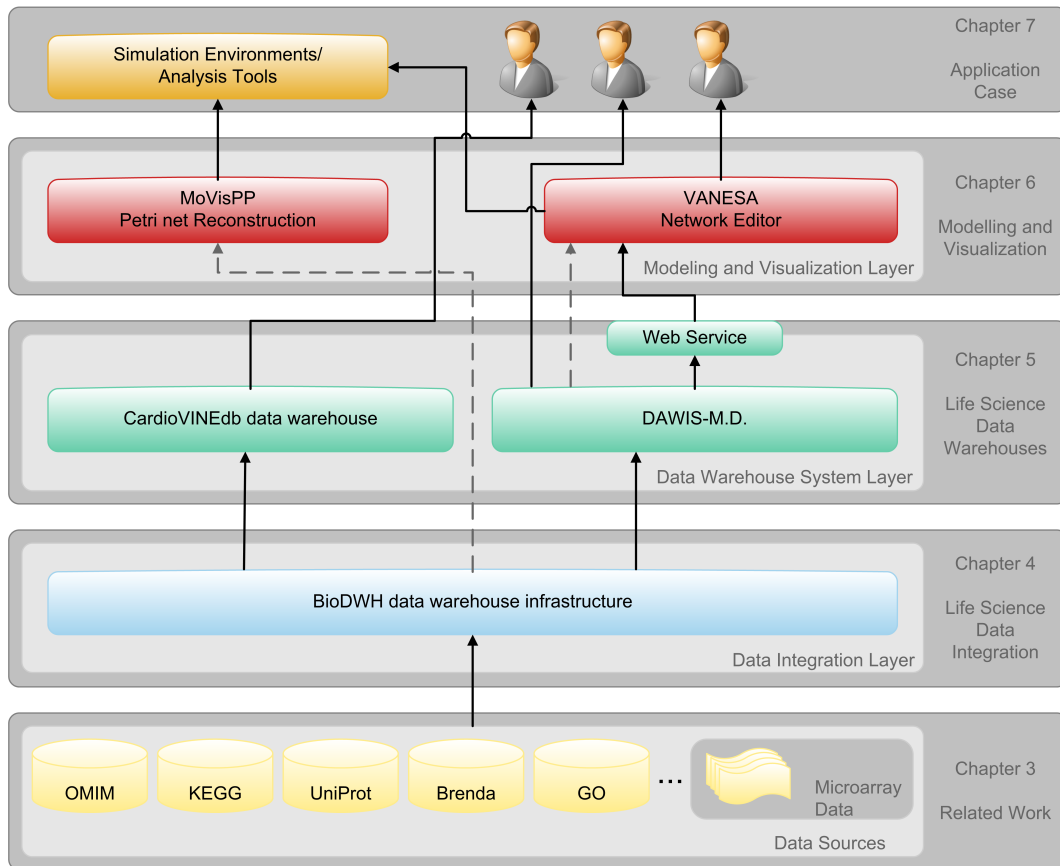 Simulation Environments/
Analysis Tools
Chapter 7
Application
Case
MoVisPP
Petri net Reconstruction
VANESA
Network Editor
Modeling and Visualization Layer
Chapter 6
Modelling and
Visualization
Web Service
CardioVINEdb data warehouse
DAWIS-M.D.
Data Warehouse System Layer
Chapter 5
Life Science
Data
Warehouses
BioDWH data warehouse infrastructure
Data Integration Layer
Chapter 4
Life Science
Data
Integration
OMIM
KEGG
UniProt
Brenda
GO
...
Microarray
Data
Data Sources
Chapter 3
Related Work